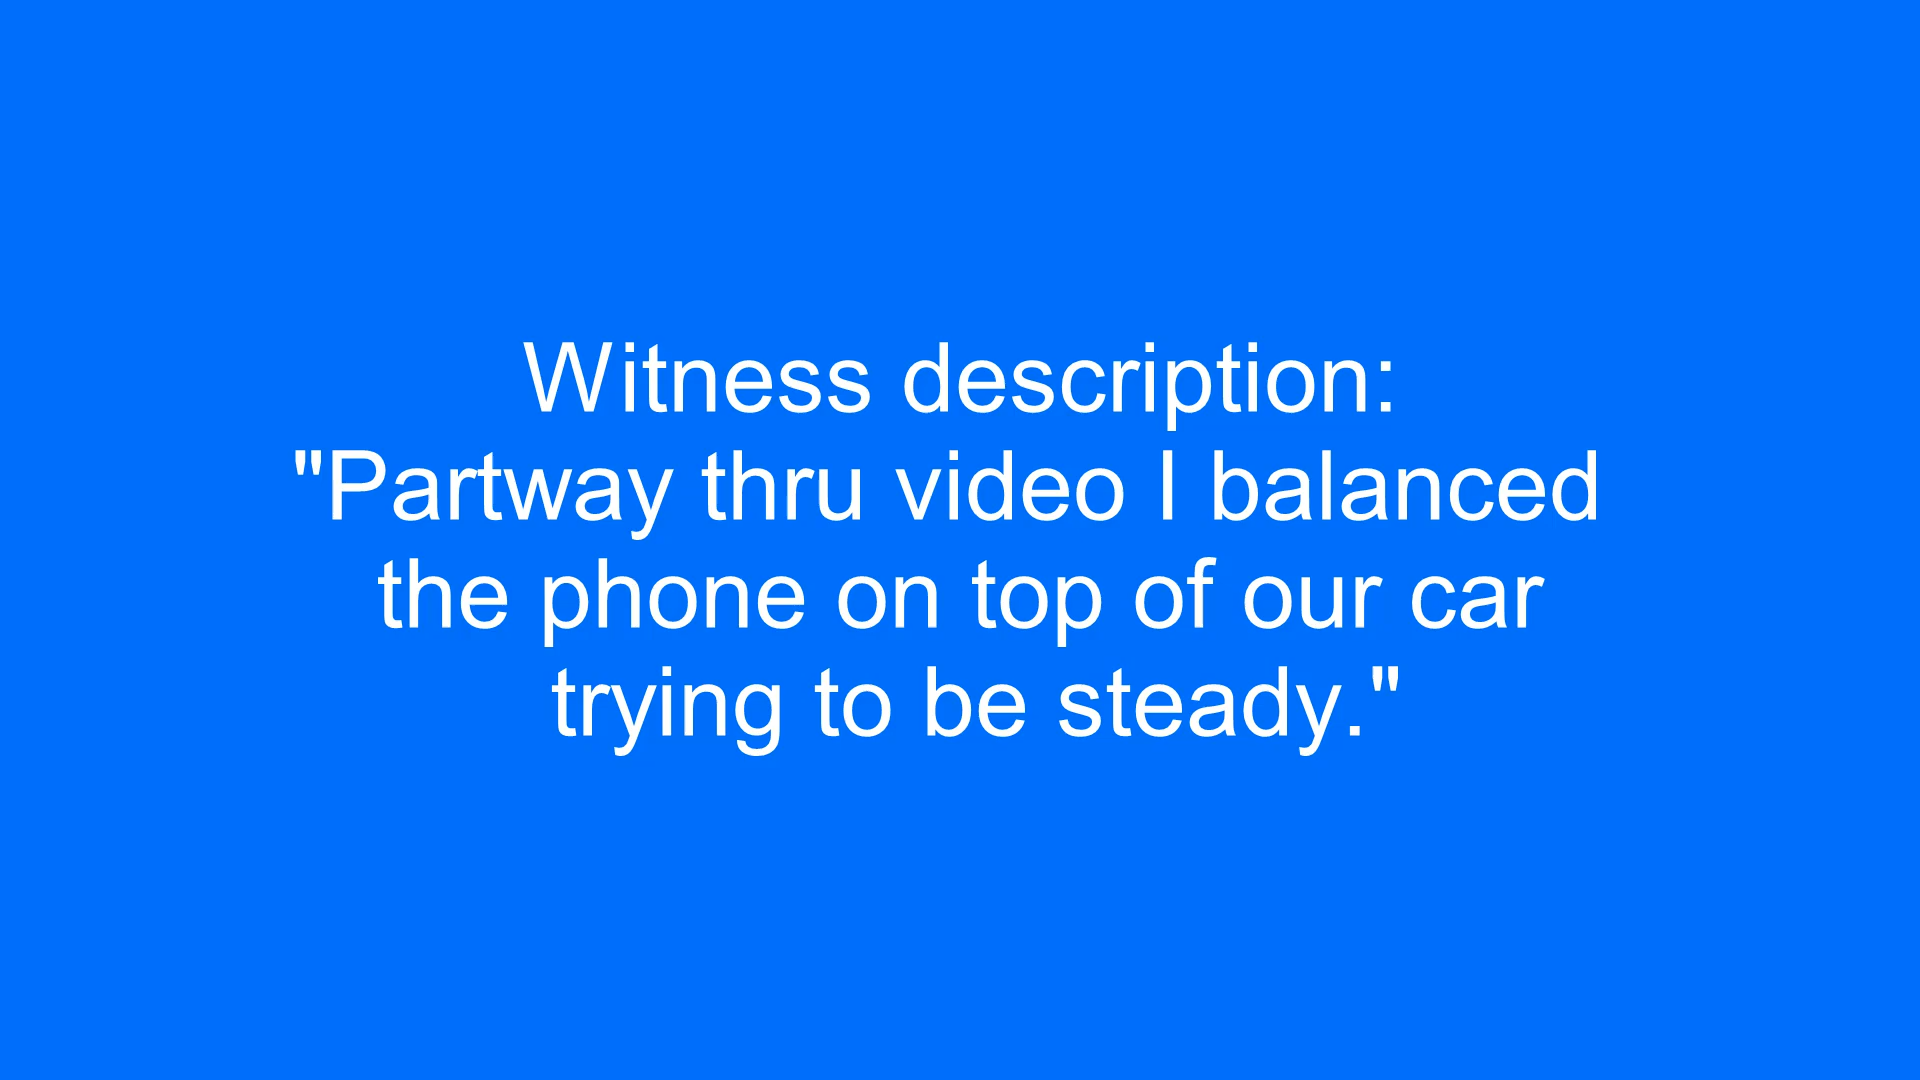 Witness description:
"Partway thru video I balanced
the phone on top of our car
trying to be steady."